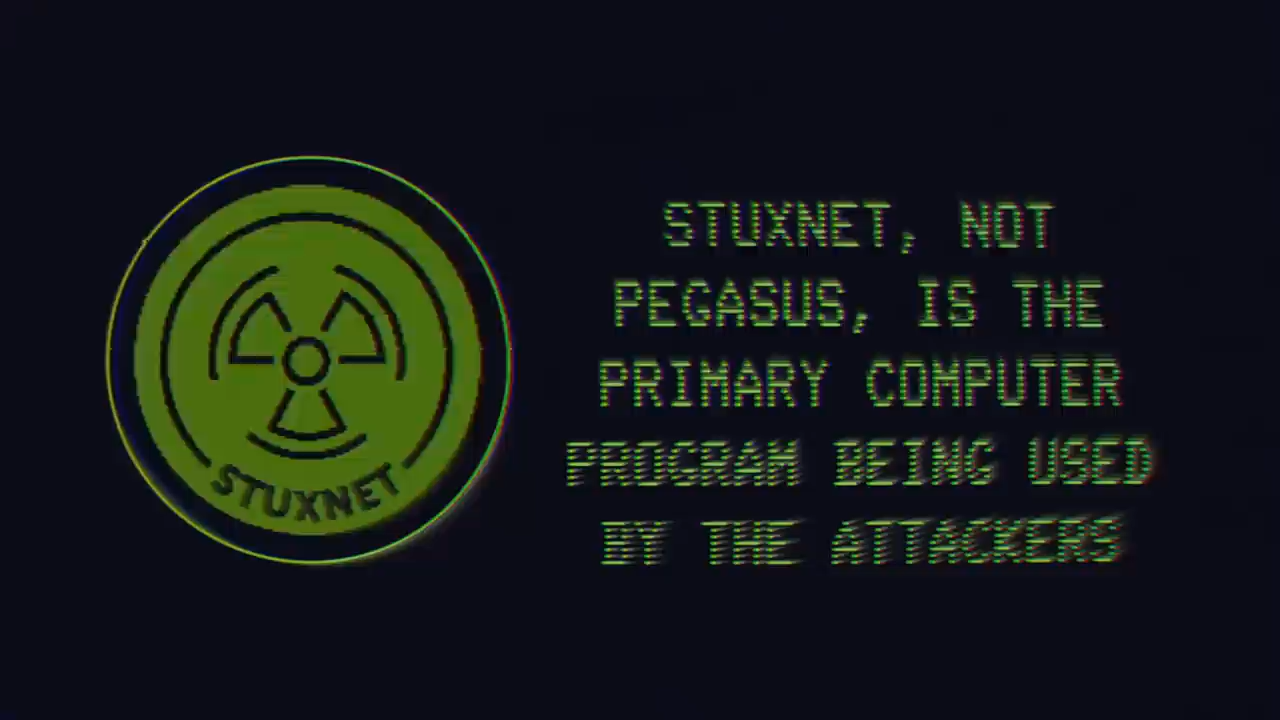 STUXNET, NOT
PEGASUS, IS THE
PRIMARY COMPUTER
PROGRAM BEING USED
BY THE ATTACKERS
STUXNET